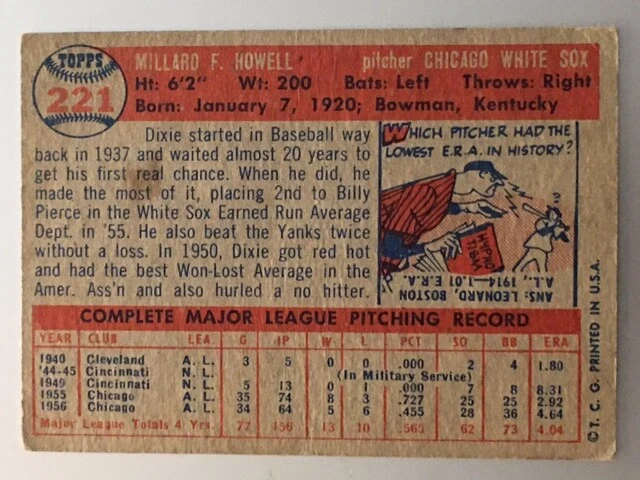 TOPPS
221
MILLARD F. HOWELL pitcher CHICAGO WHITE SOX
Ht: 6'2" Wt: 200 Bats: Left Throws: Right
Born: January 7, 1920; Bowman, Kentucky
Dixie started in Baseball way
back in 1937 and waited almost 20 years to
get his first real chance. When he did, he
made the most of it, placing 2nd to Billy
Pierce in the White Sox Earned Run Average
Dept. in '55. He also beat the Yanks twice
without a loss. In 1950, Dixie got red hot
and had the best Won-Lost Average in the
Amer. Ass'n and also hurled a no hitter.
WHICH PITCHER HAD THE
LOWEST E.R.A. IN HISTORY?
ANS: LEONARD, BOSTON
A.L., 1914—1.01 E.R.A.
COMPLETE MAJOR LEAGUE PITCHING RECORD
YEAR CLUB LEA. G IP W L PCT SO BB ERA
1940 Cleveland A. L. 3 5 0 0 .000 2 4 1.80
'44-45 Cincinnati N. L. (In Military Service)
1949 Cincinnati N. L. 5 13 0 1 .000 7 8 8.31
1955 Chicago A. L. 35 74 8 3 .727 25 25 2.92
1956 Chicago A. L. 34 64 5 6 .455 28 36 4.64
Major League Totals 4 Yrs. 77 156 13 10 .565 62 73 4.04
© T. C. G. PRINTED IN U.S.A.